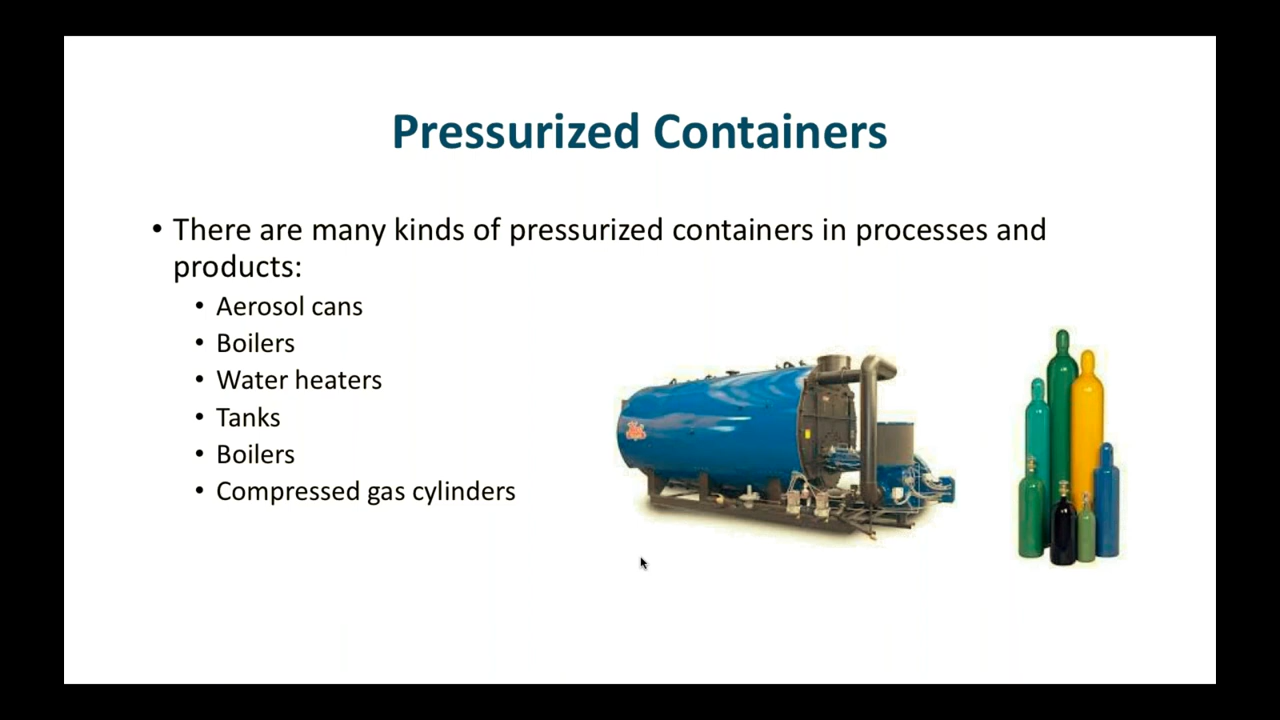 Pressurized Containers
• There are many kinds of pressurized containers in processes and
products:
• Aerosol cans
• Boilers
• Water heaters
• Tanks
• Boilers
• Compressed gas cylinders